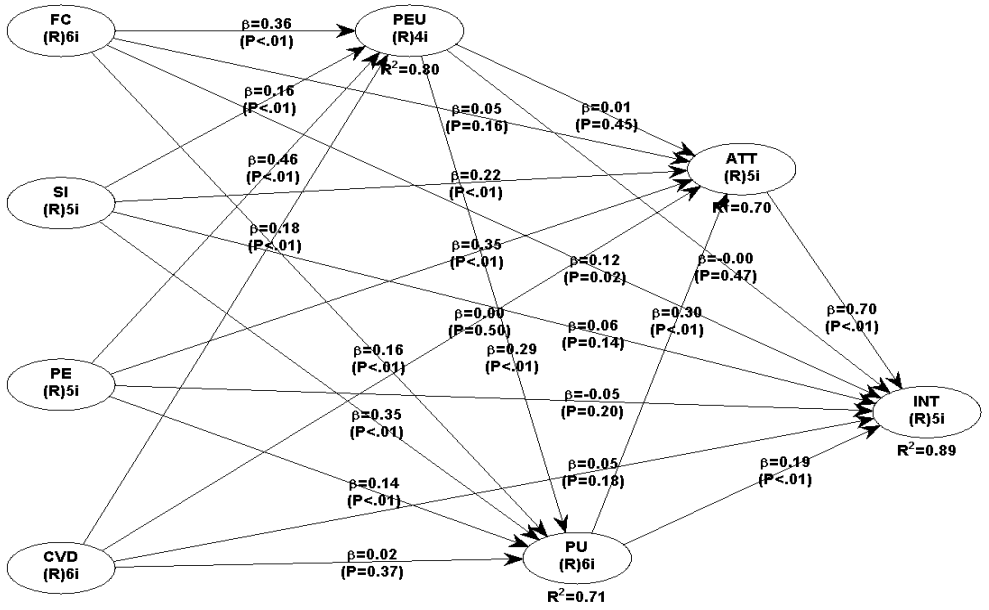 FC
(R)6i
β=0.36
(P<.01)
PEU
(R)4i
R²=0.80
β=0.16
(P<.01)
β=0.05
(P=0.16)
β=0.01
(P=0.45)
ATT
(R)5i
R²=0.70
β=0.46
(P<.01)
SI
(R)5i
β=0.22
(P<.01)
β=0.18
(P<.01)
β=0.35
(P<.01)
β=0.12
(P=0.02)
β=-0.00
(P=0.47)
β=0.00
(P=0.50)
β=0.30
(P<.01)
β=0.70
(P<.01)
β=0.06
(P=0.14)
β=0.16
(P<.01)
β=0.29
(P<.01)
PE
(R)5i
β=-0.05
(P=0.20)
INT
(R)5i
R²=0.89
β=0.35
(P<.01)
β=0.05
(P=0.18)
β=0.19
(P<.01)
β=0.14
(P<.01)
CVD
(R)6i
β=0.02
(P=0.37)
PU
(R)6i
R²=0.71